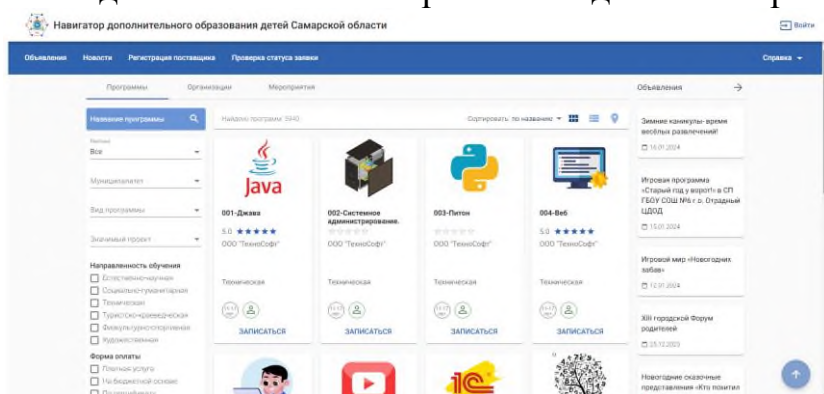 Навигатор дополнительного образования детей Самарской области
Войти
Объявления Новости Регистрация поставщика Проверка статуса заявки Справка
Программы Организации Мероприятия
Объявления
Название программы
Найдено программ: 5940
Сортировать: по названию
Рейтинг
Все
Муниципалитет
Вид программы
Значимый проект
Направленность обучения
Естественно-научная
Социально-гуманитарная
Техническая
Туристско-краеведческая
Физкультурно-спортивная
Художественная
Форма оплаты
Платная услуга
На бюджетной основе
По сертификату
Java
001-Джава
5.0
ООО "ТехноСофт"
Техническая
ЗАПИСАТЬСЯ
002-Системное
администрирование.
ООО "ТехноСофт"
Техническая
ЗАПИСАТЬСЯ
003-Питон
ООО "ТехноСофт"
Техническая
ЗАПИСАТЬСЯ
004-Веб
5.0
ООО "ТехноСофт"
Техническая
ЗАПИСАТЬСЯ
1С
Зимние каникулы- время
весёлых развлечений!
16.01.2024
Игровая программа
«Старый год у ворот!» в СП
ГБОУ СОШ №6 г.о. Отрадный
ЦДОД
15.01.2024
Игровой мир «Новогодних
забав»
12.01.2024
XIII городской Форум
родителей
25.12.2023
Новогодние сказочные
представления «Кто похитил